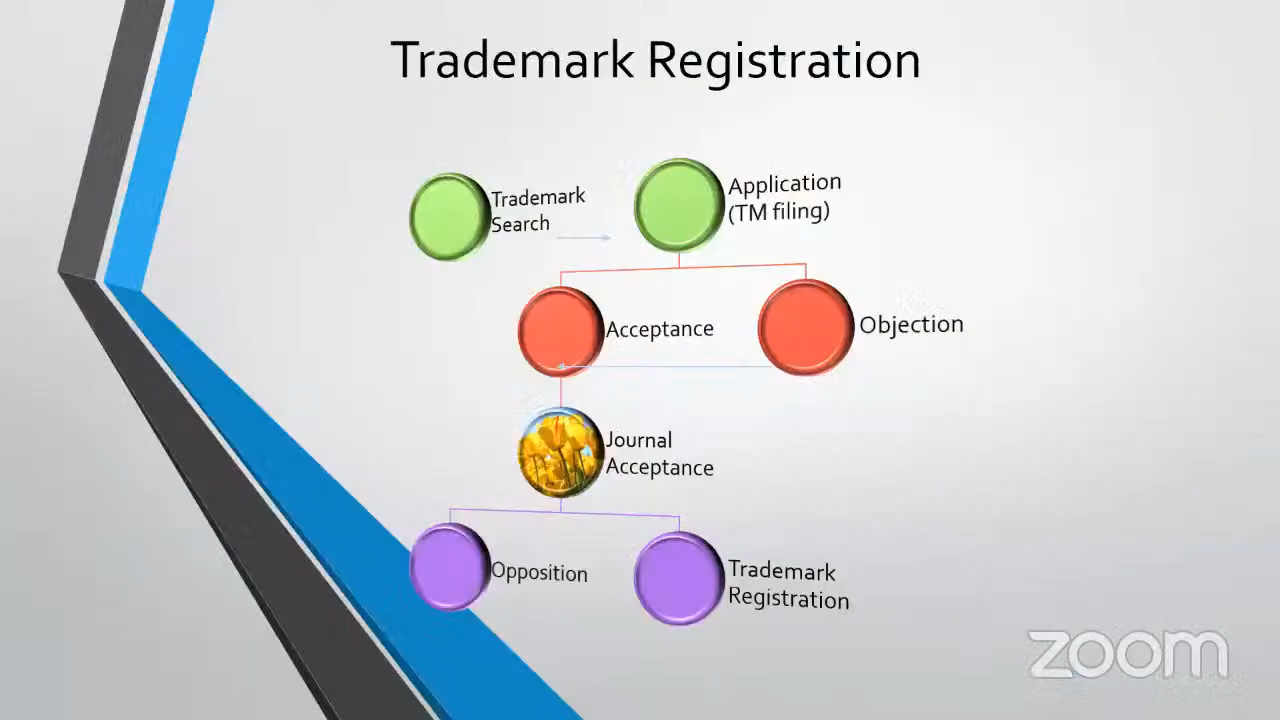 Trademark Registration
Trademark
Search
Application
(TM filing)
Acceptance
Objection
Journal
Acceptance
Opposition
Trademark
Registration
zoom